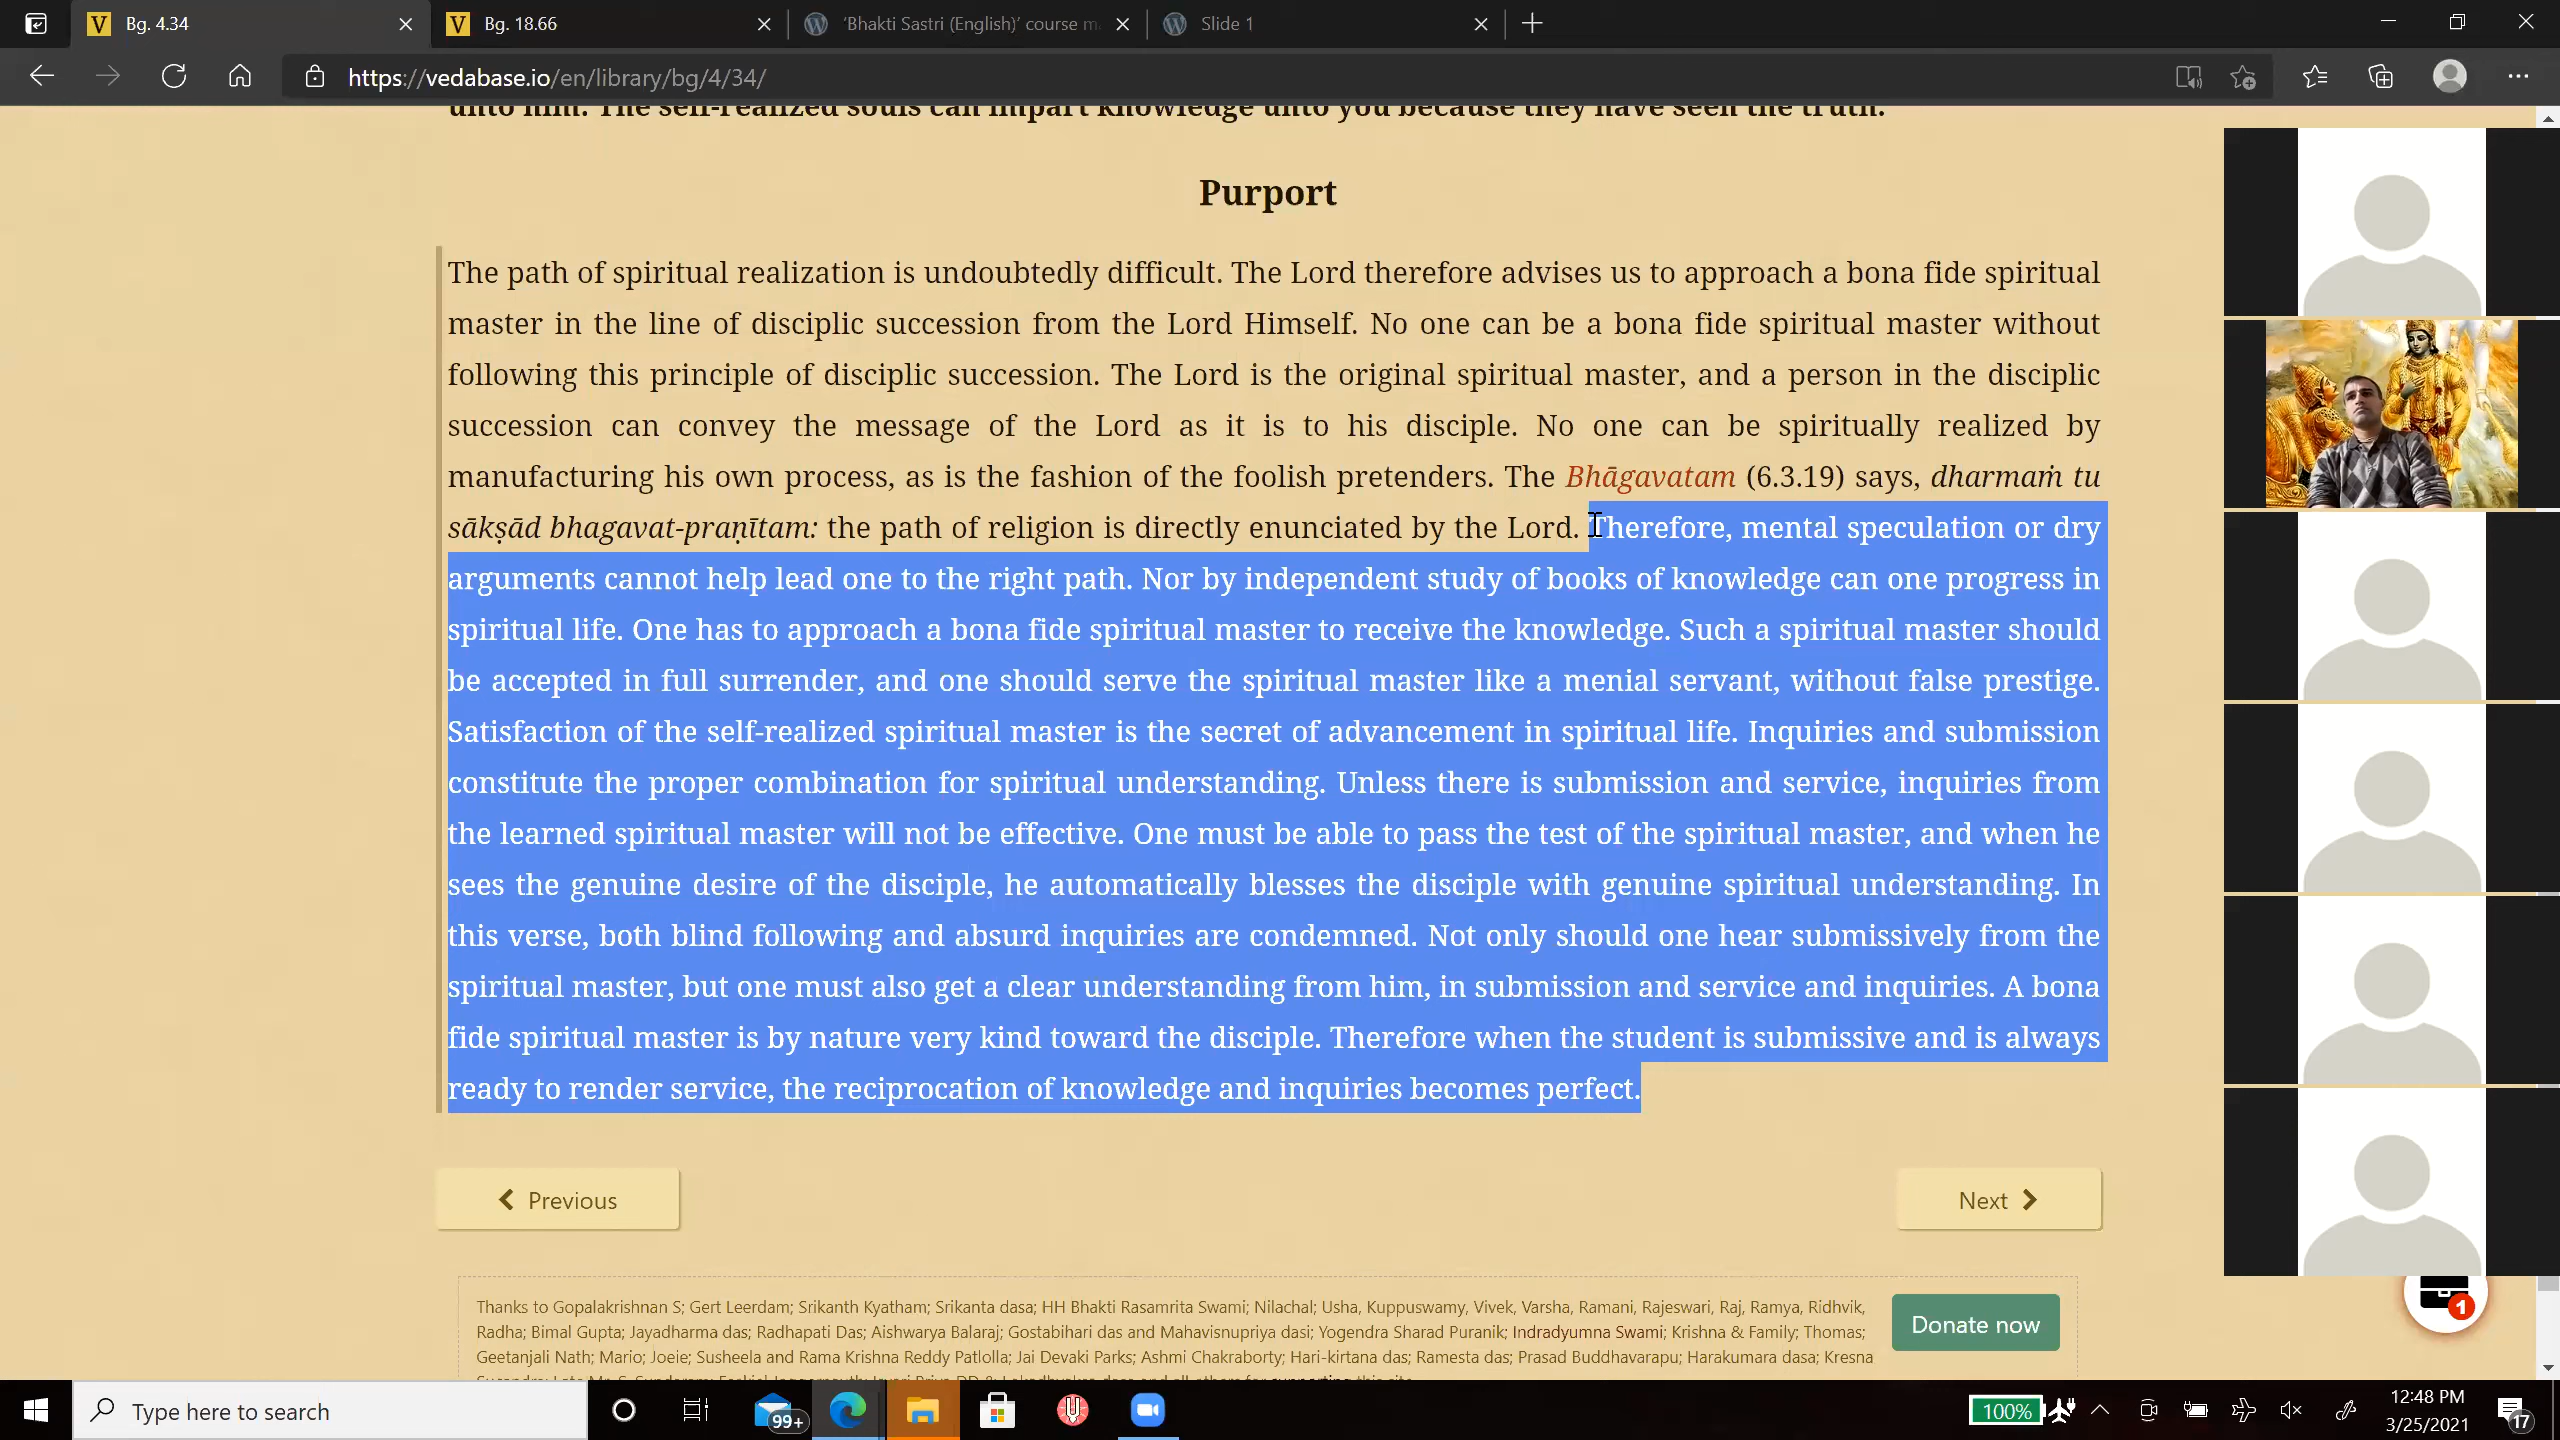 Bg. 4.34
Bg. 18.66
‘Bhakti Sastri (English)’ course m
Slide 1
https://vedabase.io/en/library/bg/4/34/
unto him. The self-realized souls can impart knowledge unto you because they have seen the truth.
Purport
The path of spiritual realization is undoubtedly difficult. The Lord therefore advises us to approach a bona fide spiritual
master in the line of disciplic succession from the Lord Himself. No one can be a bona fide spiritual master without
following this principle of disciplic succession. The Lord is the original spiritual master, and a person in the disciplic
succession can convey the message of the Lord as it is to his disciple. No one can be spiritually realized by
manufacturing his own process, as is the fashion of the foolish pretenders. The Bhāgavatam (6.3.19) says, dharmaṁ tu
sākṣād bhagavat-praṇītam: the path of religion is directly enunciated by the Lord. Therefore, mental speculation or dry
arguments cannot help lead one to the right path. Nor by independent study of books of knowledge can one progress in
spiritual life. One has to approach a bona fide spiritual master to receive the knowledge. Such a spiritual master should
be accepted in full surrender, and one should serve the spiritual master like a menial servant, without false prestige.
Satisfaction of the self-realized spiritual master is the secret of advancement in spiritual life. Inquiries and submission
constitute the proper combination for spiritual understanding. Unless there is submission and service, inquiries from
the learned spiritual master will not be effective. One must be able to pass the test of the spiritual master, and when he
sees the genuine desire of the disciple, he automatically blesses the disciple with genuine spiritual understanding. In
this verse, both blind following and absurd inquiries are condemned. Not only should one hear submissively from the
spiritual master, but one must also get a clear understanding from him, in submission and service and inquiries. A bona
fide spiritual master is by nature very kind toward the disciple. Therefore when the student is submissive and is always
ready to render service, the reciprocation of knowledge and inquiries becomes perfect.
Previous
Next
Thanks to Gopalakrishnan S; Gert Leerdam; Srikanth Kyatham; Srikanta dasa; HH Bhakti Rasamrita Swami; Nilachal; Usha, Kuppuswamy, Vivek, Varsha, Ramani, Rajeswari, Raj, Ramya, Ridhvik,
Radha; Bimal Gupta; Jayadharma das; Radhapati Das; Aishwarya Balaraj; Gostabihari das and Mahavisnupriya dasi; Yogendra Sharad Puranik; Indradyumna Swami; Krishna & Family; Thomas;
Geetanjali Nath; Mario; Joeie; Susheela and Rama Krishna Reddy Patlolla; Jai Devaki Parks; Ashmi Chakraborty; Hari-kirtana das; Ramesta das; Prasad Buddhavarapu; Harakumara dasa; Kresna
Donate now
1
Type here to search
99+
100%
12:48 PM
3/25/2021
17